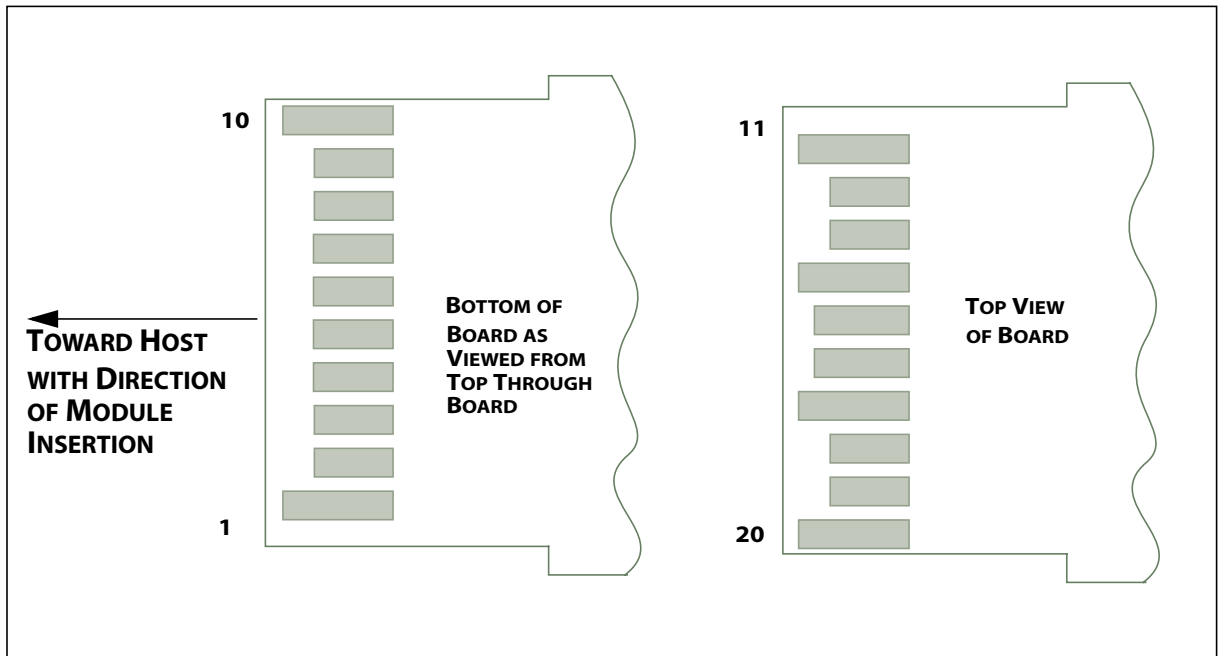 10
11
BOTTOM OF
BOARD AS
VIEWED FROM
TOP THROUGH
BOARD
TOP VIEW
OF BOARD
TOWARD HOST
WITH DIRECTION
OF MODULE
INSERTION
1
20